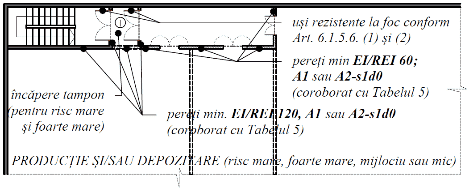 uși rezistente la foc conform
Art. 6.1.5.6. (1) și (2)
pereți min. EI/REI 60;
A1 sau A2-s1d0
(coroborat cu Tabelul 5)
încăpere tampon
(pentru risc mare
și foarte mare)
pereți min. EI/REI 120, A1 sau A2-s1d0
(coroborat cu Tabelul 5)
PRODUCȚIE ȘI/SAU DEPOZITARE (risc mare, foarte mare, mijlociu sau mic)